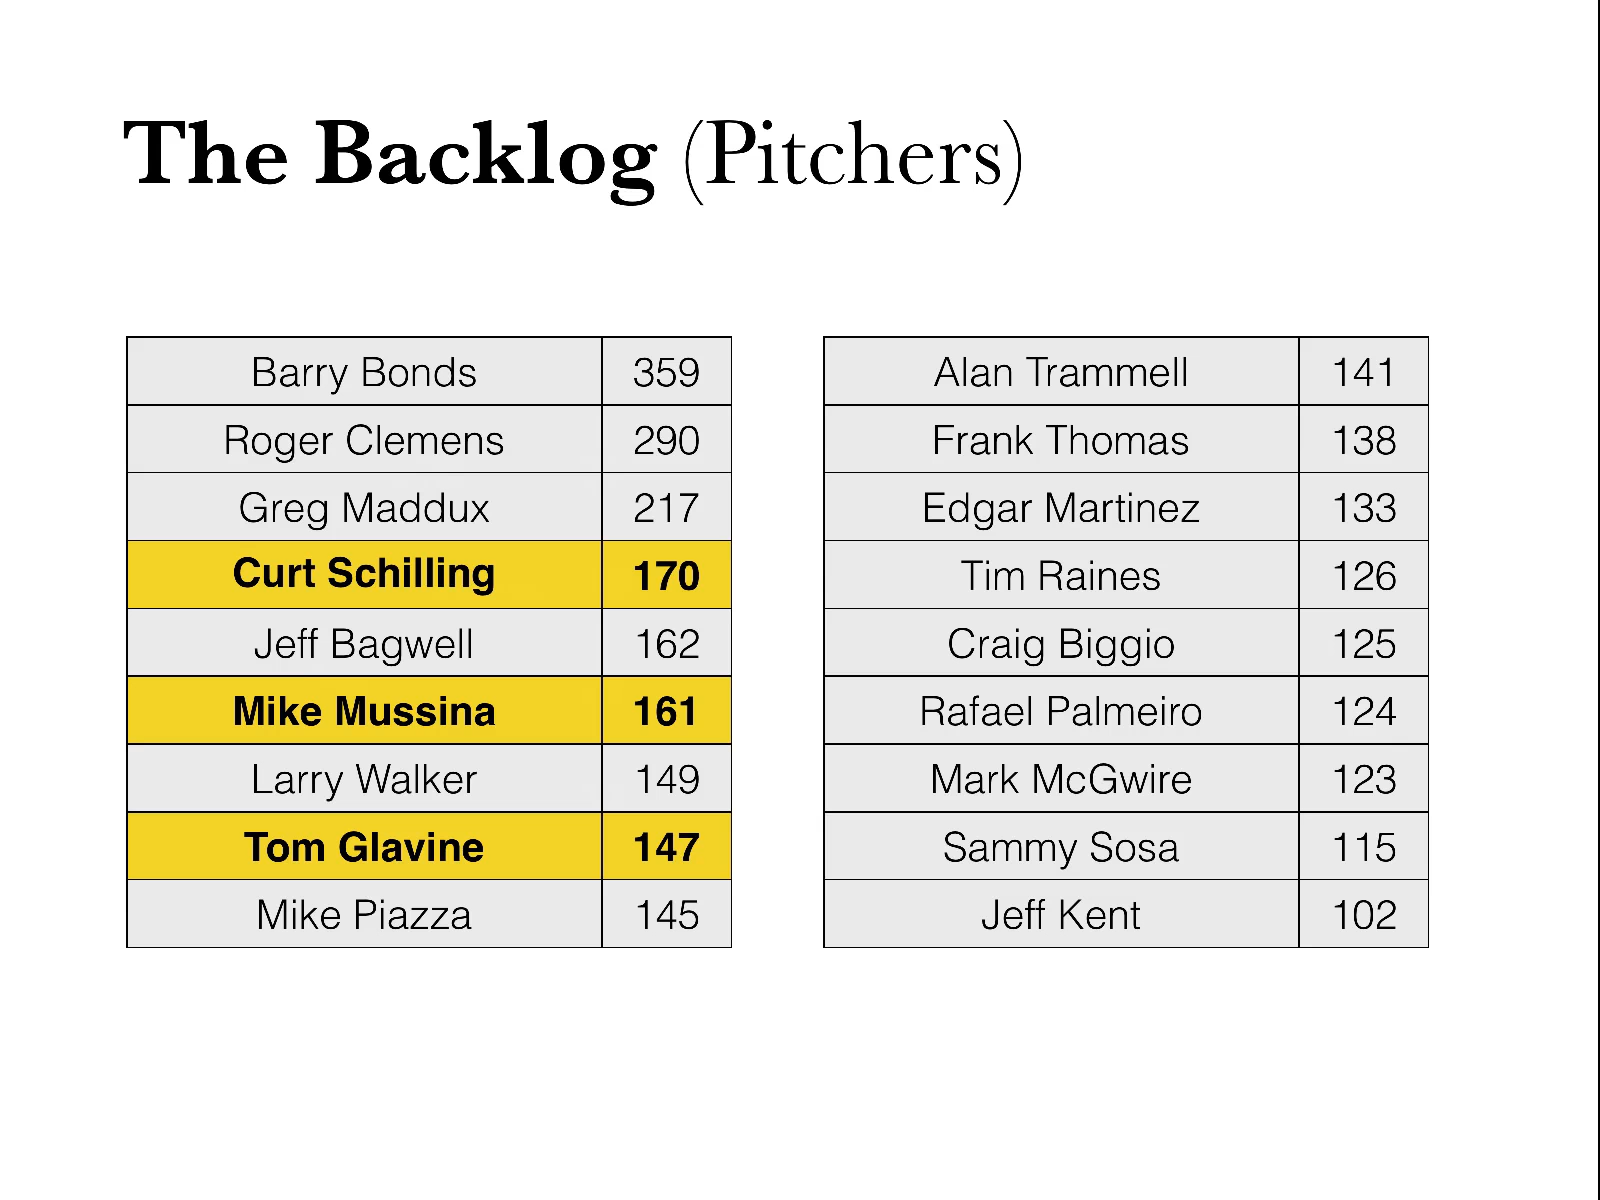 The Backlog (Pitchers)
Barry Bonds 359
Roger Clemens 290
Greg Maddux 217
Curt Schilling 170
Jeff Bagwell 162
Mike Mussina 161
Larry Walker 149
Tom Glavine 147
Mike Piazza 145
Alan Trammell 141
Frank Thomas 138
Edgar Martinez 133
Tim Raines 126
Craig Biggio 125
Rafael Palmeiro 124
Mark McGwire 123
Sammy Sosa 115
Jeff Kent 102